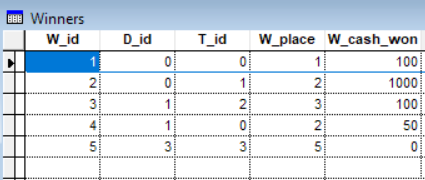 Winners
W_id D_id T_id W_place W_cash_won
1 0 0 1 100
2 0 1 2 1000
3 1 2 3 100
4 1 0 2 50
5 3 3 5 0